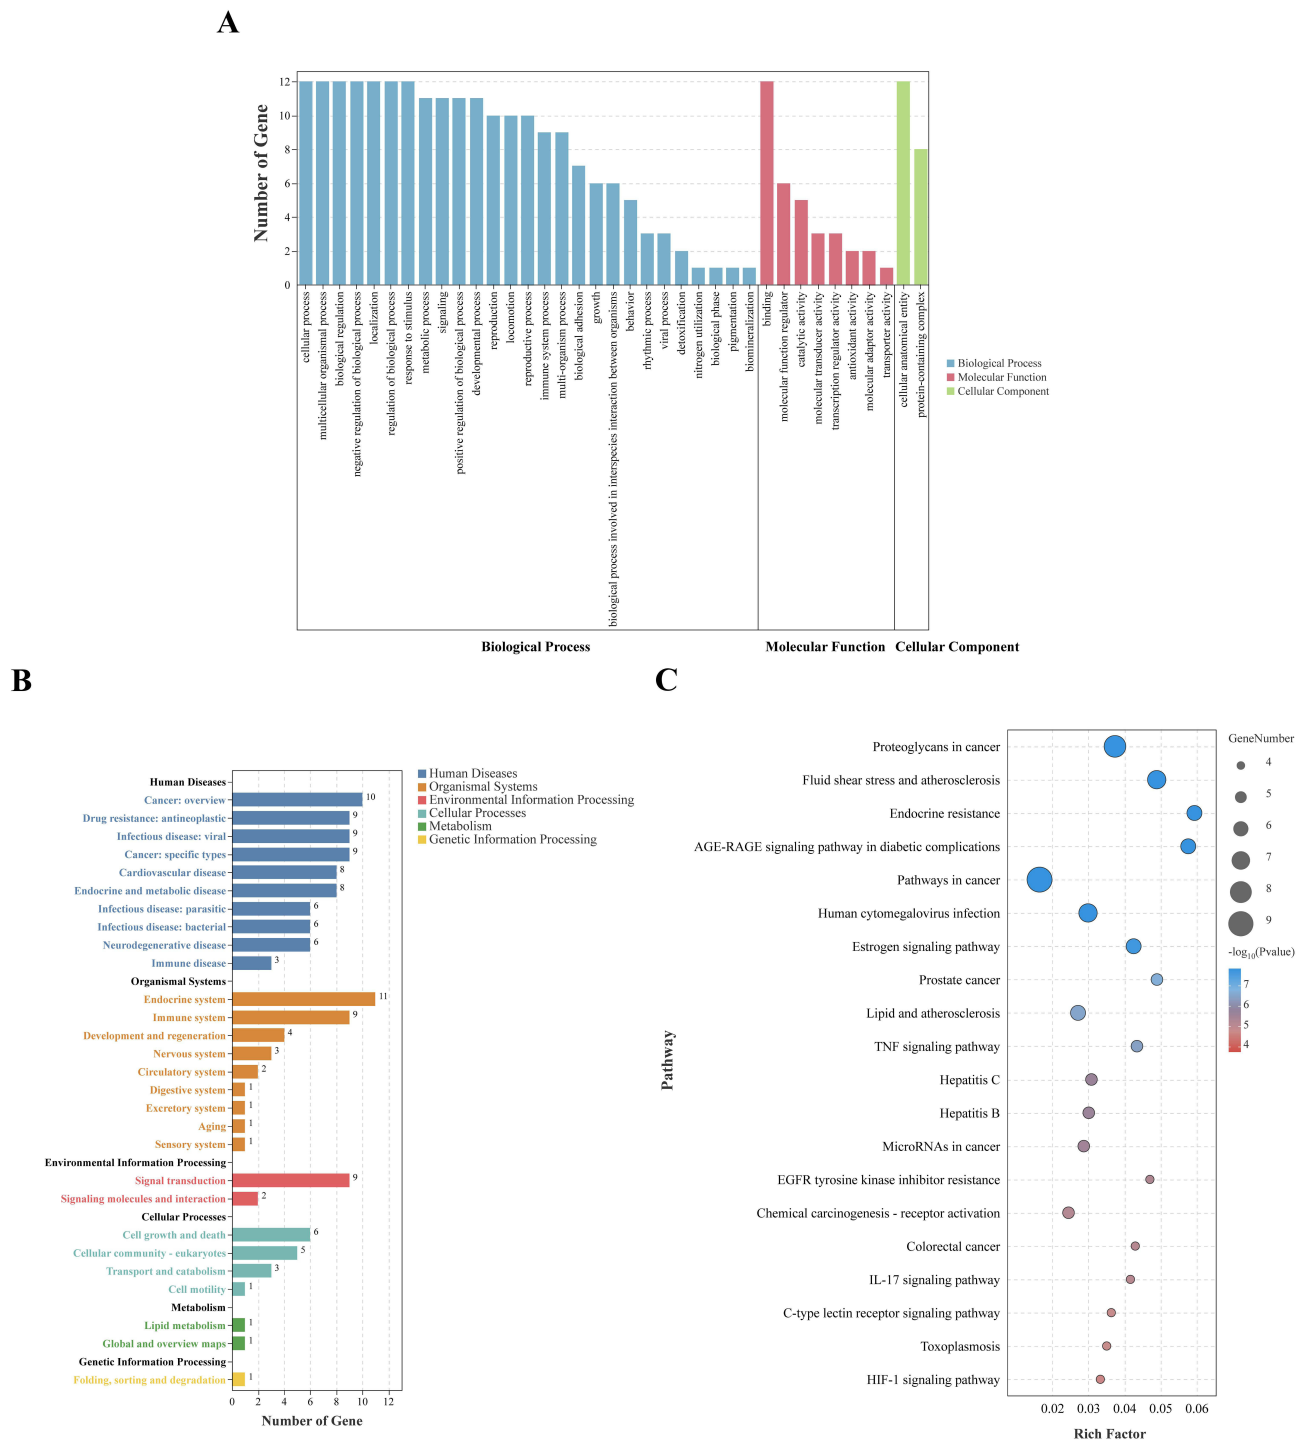 A
Number of Gene
12
10
8
6
4
2
0
cellular process
multicellular organismal process
biological regulation
negative regulation of biological process
localization
regulation of biological process
response to stimulus
metabolic process
signaling
positive regulation of biological process
developmental process
reproduction
locomotion
reproductive process
immune system process
multi-organism process
biological adhesion
growth
biological process involved in interspecies interaction between organisms
behavior
rhythmic process
viral process
detoxification
nitrogen utilization
biological phase
pigmentation
biomineralization
binding
molecular function regulator
catalytic activity
molecular transducer activity
transcription regulator activity
antioxidant activity
molecular adaptor activity
transporter activity
cellular anatomical entity
protein-containing complex
Biological Process
Molecular Function
Cellular Component
Biological Process
Molecular Function
Cellular Component
B
Human Diseases
Cancer: overview 10
Drug resistance: antineoplastic 9
Infectious disease: viral 9
Cancer: specific types 9
Cardiovascular disease 8
Endocrine and metabolic disease 8
Infectious disease: parasitic 6
Infectious disease: bacterial 6
Neurodegenerative disease 6
Immune disease 3
Organismal Systems
Endocrine system 11
Immune system 9
Development and regeneration 4
Nervous system 3
Circulatory system 2
Digestive system 1
Excretory system 1
Aging 1
Sensory system 1
Environmental Information Processing
Signal transduction 9
Signaling molecules and interaction 2
Cellular Processes
Cell growth and death 6
Cellular community - eukaryotes 5
Transport and catabolism 3
Cell motility 1
Metabolism
Lipid metabolism 1
Global and overview maps 1
Genetic Information Processing
Folding, sorting and degradation 1
0 2 4 6 8 10 12
Number of Gene
Human Diseases
Organismal Systems
Environmental Information Processing
Cellular Processes
Metabolism
Genetic Information Processing
C
Pathway
Proteoglycans in cancer
Fluid shear stress and atherosclerosis
Endocrine resistance
AGE-RAGE signaling pathway in diabetic complications
Pathways in cancer
Human cytomegalovirus infection
Estrogen signaling pathway
Prostate cancer
Lipid and atherosclerosis
TNF signaling pathway
Hepatitis C
Hepatitis B
MicroRNAs in cancer
EGFR tyrosine kinase inhibitor resistance
Chemical carcinogenesis - receptor activation
Colorectal cancer
IL-17 signaling pathway
C-type lectin receptor signaling pathway
Toxoplasmosis
HIF-1 signaling pathway
0.02 0.03 0.04 0.05 0.06
Rich Factor
GeneNumber
4
5
6
7
8
9
-log10(Pvalue)
7
6
5
4